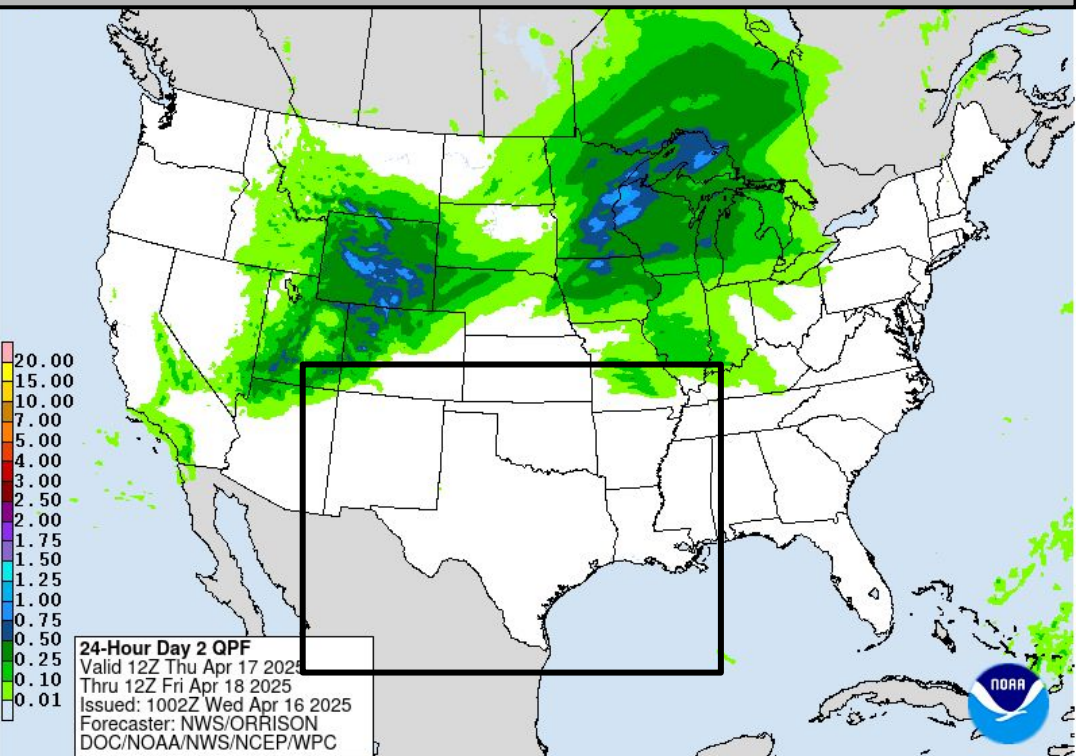 20.00
15.00
10.00
7.00
5.00
4.00
3.00
2.50
2.00
1.75
1.50
1.25
1.00
0.75
0.50
0.25
0.10
0.01
24-Hour Day 2 QPF
Valid 12Z Thu Apr 17 2025
Thru 12Z Fri Apr 18 2025
Issued: 1002Z Wed Apr 16 2025
Forecaster: NWS/ORRISON
DOC/NOAA/NWS/NCEP/WPC
NOAA